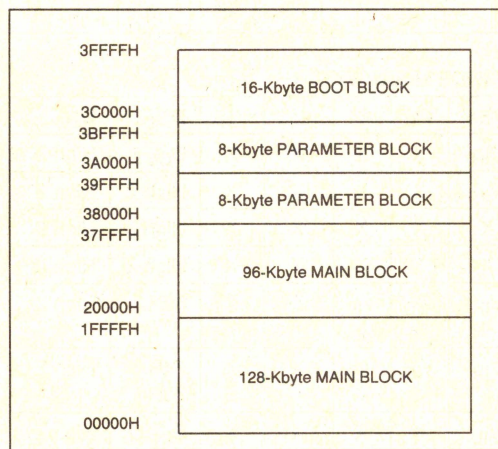 3FFFFH
16-Kbyte BOOT BLOCK
3C000H
3BFFFH
8-Kbyte PARAMETER BLOCK
3A000H
39FFFH
8-Kbyte PARAMETER BLOCK
38000H
37FFFH
96-Kbyte MAIN BLOCK
20000H
1FFFFH
128-Kbyte MAIN BLOCK
00000H